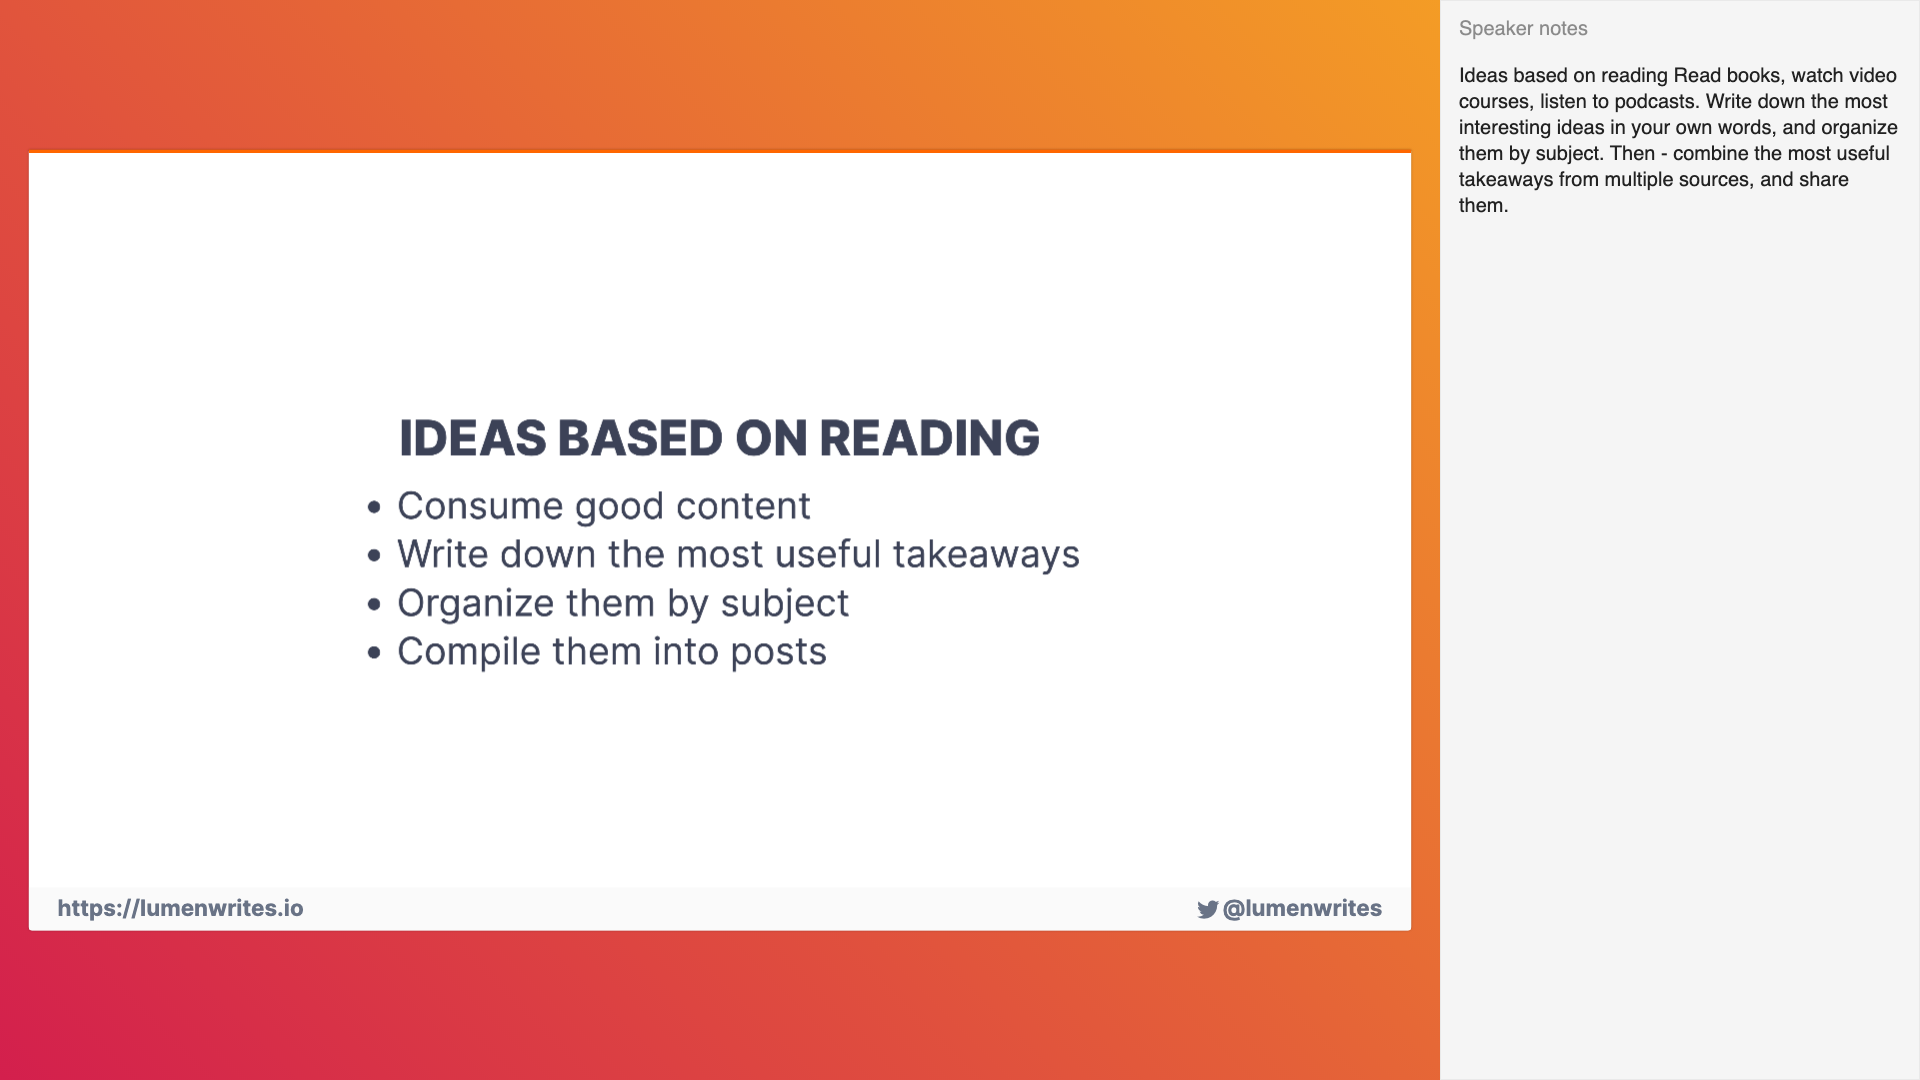 IDEAS BASED ON READING
• Consume good content
• Write down the most useful takeaways
• Organize them by subject
• Compile them into posts
https://lumenwrites.io
@lumenwrites
Speaker notes
Ideas based on reading Read books, watch video
courses, listen to podcasts. Write down the most
interesting ideas in your own words, and organize
them by subject. Then - combine the most useful
takeaways from multiple sources, and share
them.